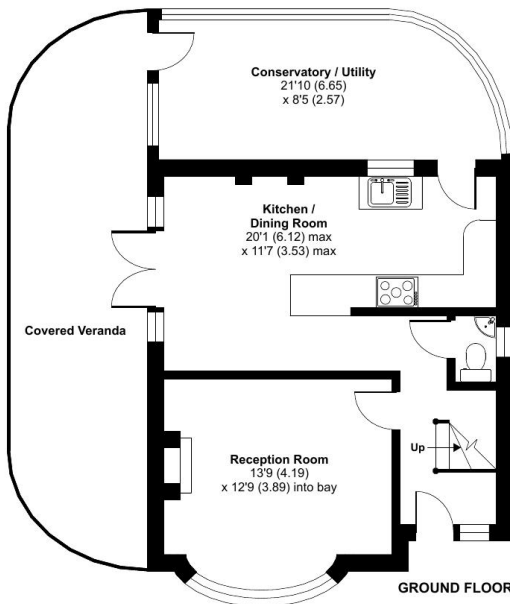 Conservatory / Utility
21'10 (6.65)
x 8'5 (2.57)
Kitchen /
Dining Room
20'1 (6.12) max
x 11'7 (3.53) max
Covered Veranda
Reception Room
13'9 (4.19)
x 12'9 (3.89) into bay
Up
GROUND FLOOR